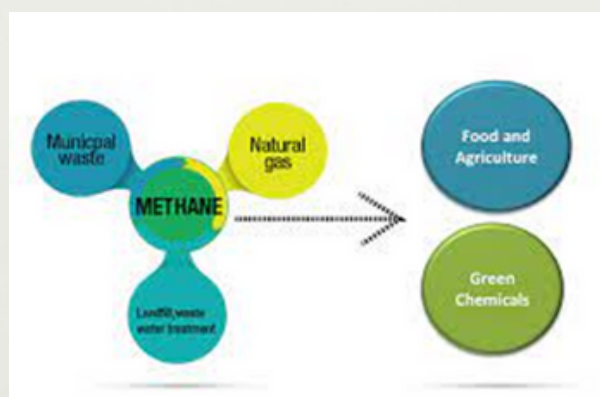 Municpal
waste
Natural
gas
METHANE
Landfill,waste
water treatment
Food and
Agriculture
Green
Chemicals